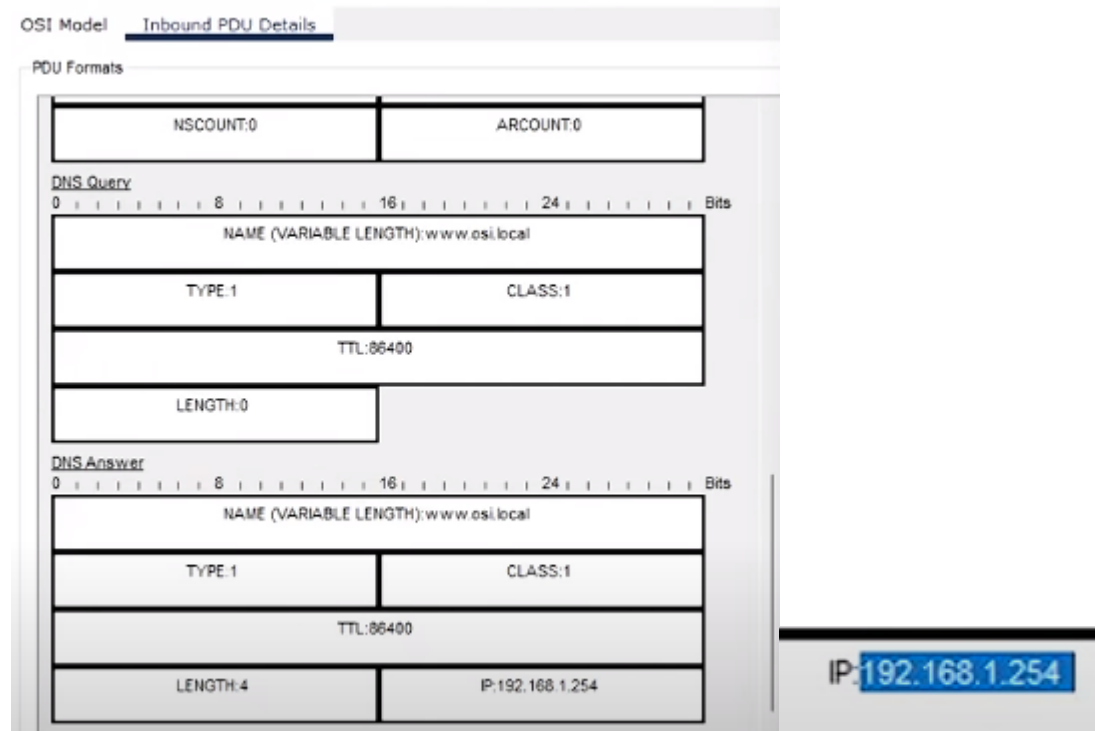 OSI Model Inbound PDU Details
PDU Formats
NSCOUNT:0 ARCOUNT:0
DNS Query
0 8 16 24 Bits
NAME (VARIABLE LENGTH):www.osi.local
TYPE:1 CLASS:1
TTL:86400
LENGTH:0
DNS Answer
0 8 16 24 Bits
NAME (VARIABLE LENGTH):www.osi.local
TYPE:1 CLASS:1
TTL:86400
LENGTH:4 IP:192.168.1.254
IP:192.168.1.254